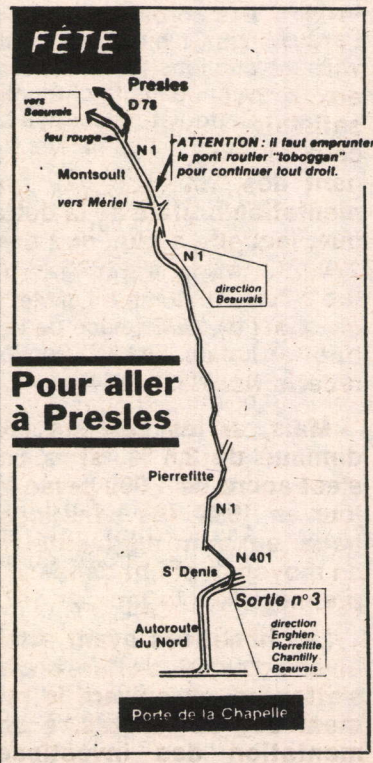 FÉTE
Presles
D 78
vers
Beauvais
feu rouge
N 1
ATTENTION : il faut emprunter
le pont routier "toboggan"
pour continuer tout droit.
Montsoult
vers Mériel
N 1
direction
Beauvais
Pour aller
à Presles
Pierrefitte
N 1
N 401
St Denis
Sortie n°3
direction
Enghien
Pierrefitte
Chantilly
Beauvais
Autoroute
du Nord
Porte de la Chapelle